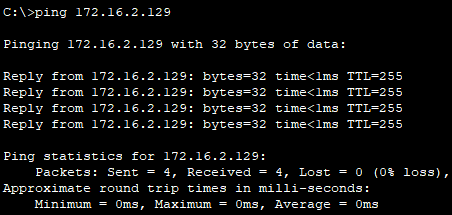 C:\>ping 172.16.2.129
Pinging 172.16.2.129 with 32 bytes of data:
Reply from 172.16.2.129: bytes=32 time<1ms TTL=255
Reply from 172.16.2.129: bytes=32 time<1ms TTL=255
Reply from 172.16.2.129: bytes=32 time<1ms TTL=255
Reply from 172.16.2.129: bytes=32 time<1ms TTL=255
Ping statistics for 172.16.2.129:
    Packets: Sent = 4, Received = 4, Lost = 0 (0% loss),
Approximate round trip times in milli-seconds:
    Minimum = 0ms, Maximum = 0ms, Average = 0ms